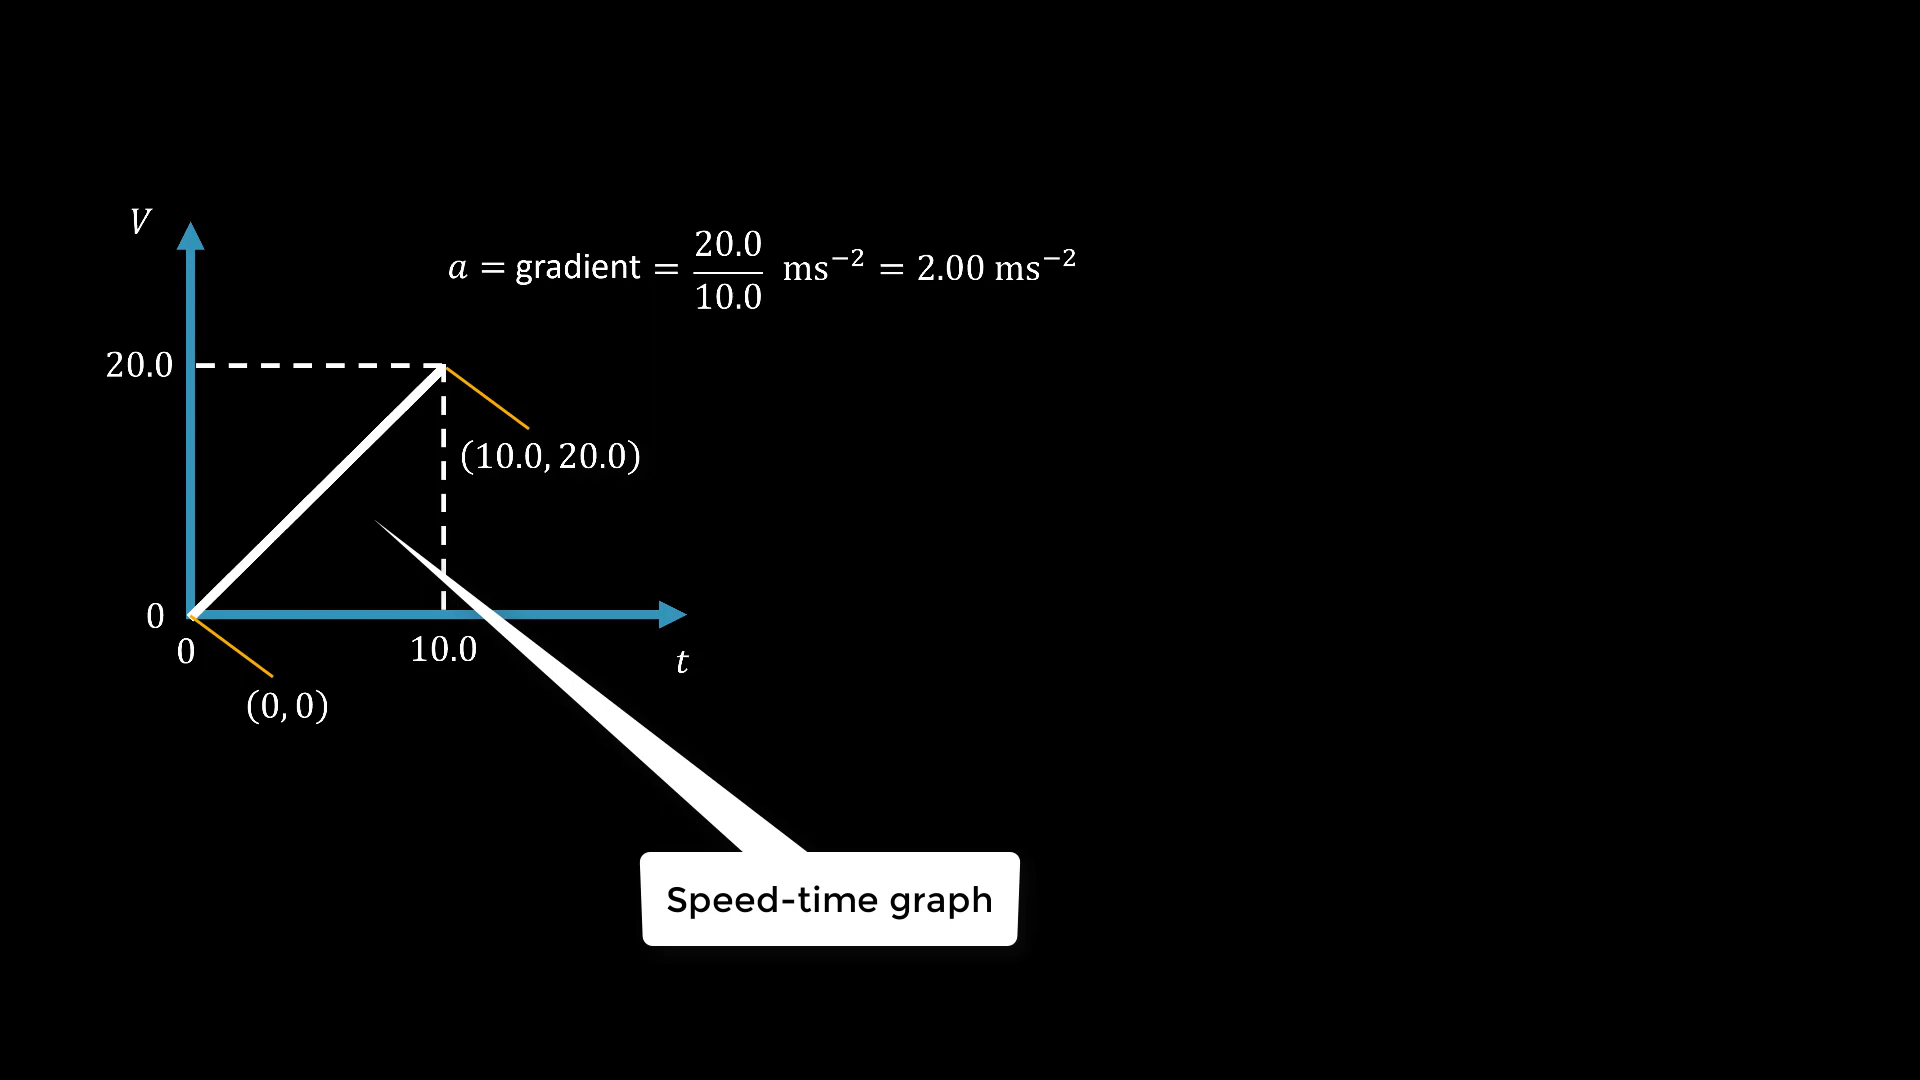 V
a = gradient = 20.0/10.0 ms⁻² = 2.00 ms⁻²
20.0
(10.0, 20.0)
0
0
10.0
t
(0, 0)
Speed-time graph